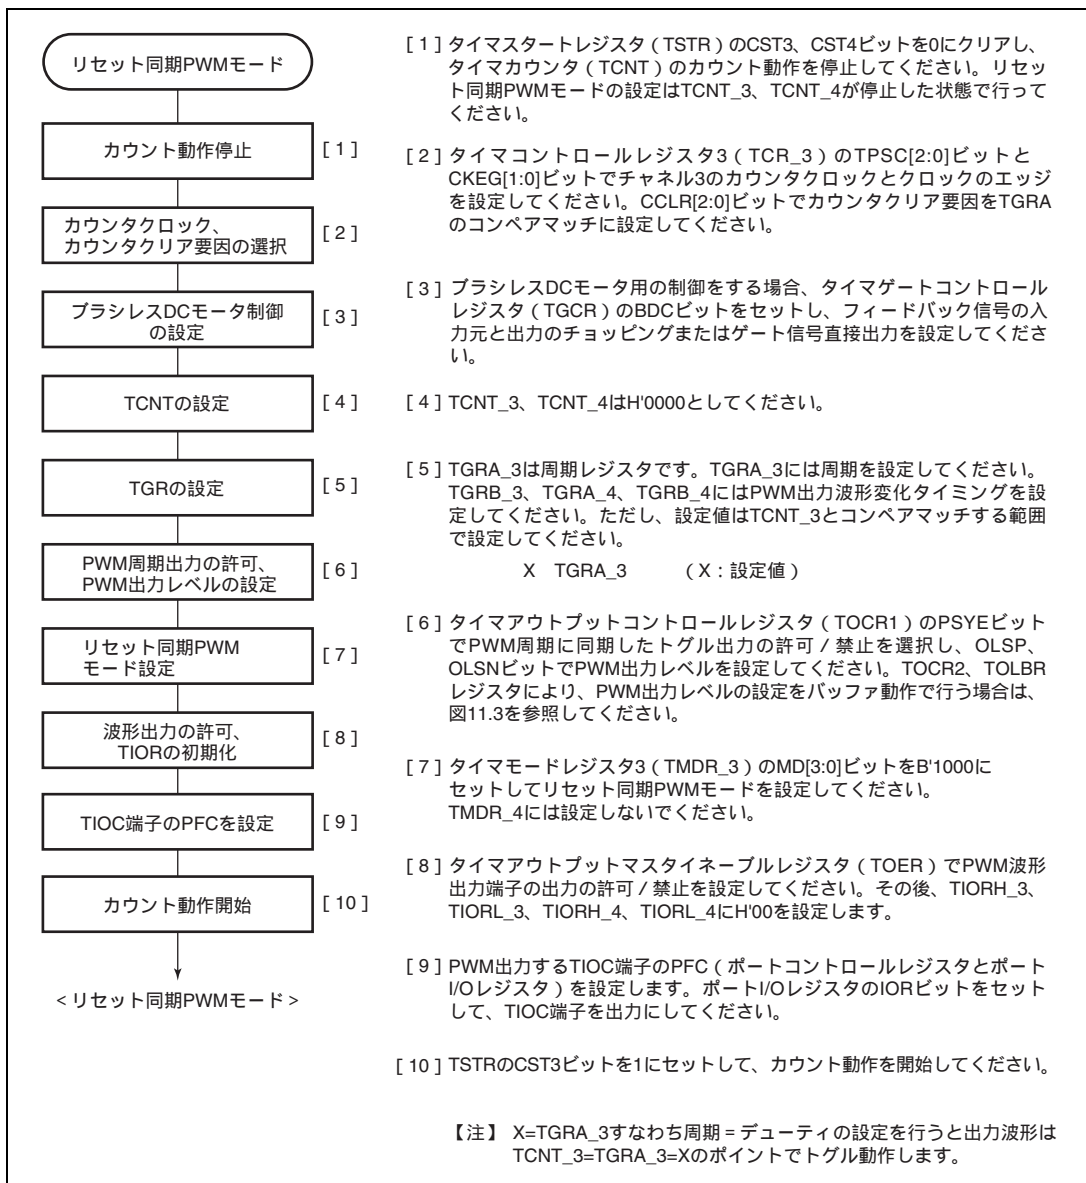 リセット同期PWMモード
カウント動作停止
[ 1 ]
カウンタクロック、
カウンタクリア要因の選択
[ 2 ]
ブラシレスDCモータ制御
の設定
[ 3 ]
TCNTの設定
[ 4 ]
TGRの設定
[ 5 ]
PWM周期出力の許可、
PWM出力レベルの設定
[ 6 ]
リセット同期PWM
モード設定
[ 7 ]
波形出力の許可、
TIORの初期化
[ 8 ]
TIOC端子のPFCを設定
[ 9 ]
カウント動作開始
[ 10 ]
<リセット同期PWMモード>
[ 1 ] タイマスタートレジスタ(TSTR)のCST3、CST4ビットを0にクリアし、
タイマカウンタ(TCNT)のカウント動作を停止してください。リセッ
ト同期PWMモードの設定はTCNT_3、TCNT_4が停止した状態で行って
ください。
[ 2 ] タイマコントロールレジスタ3(TCR_3)のTPSC[2:0]ビットと
CKEG[1:0]ビットでチャネル3のカウンタクロックとクロックのエッジ
を設定してください。CCLR[2:0]ビットでカウンタクリア要因をTGRA
のコンペアマッチに設定してください。
[ 3 ] ブラシレスDCモータ用の制御をする場合、タイマゲートコントロール
レジスタ(TGCR)のBDCビットをセットし、フィードバック信号の入
力元と出力のチョッピングまたはゲート信号直接出力を設定してくださ
い。
[ 4 ] TCNT_3、TCNT_4はH'0000としてください。
[ 5 ] TGRA_3は周期レジスタです。TGRA_3には周期を設定してください。
TGRB_3、TGRA_4、TGRB_4にはPWM出力波形変化タイミングを設
定してください。ただし、設定値はTCNT_3とコンペアマッチする範囲
で設定してください。
X TGRA_3 (X:設定値)
[ 6 ] タイマアウトプットコントロールレジスタ(TOCR1)のPSYEビット
でPWM周期に同期したトグル出力の許可/禁止を選択し、OLSP、
OLSNビットでPWM出力レベルを設定してください。TOCR2、TOLBR
レジスタにより、PWM出力レベルの設定をバッファ動作で行う場合は、
図11.3を参照してください。
[ 7 ] タイマモードレジスタ3(TMDR_3)のMD[3:0]ビットをB'1000に
セットしてリセット同期PWMモードを設定してください。
TMDR_4には設定しないでください。
[ 8 ] タイマアウトプットマスタイネーブルレジスタ(TOER)でPWM波形
出力端子の出力の許可/禁止を設定してください。その後、TIORH_3、
TIORL_3、TIORH_4、TIORL_4にH'00を設定します。
[ 9 ] PWM出力するTIOC端子のPFC(ポートコントロールレジスタとポート
I/Oレジスタ)を設定します。ポートI/OレジスタのIORビットをセット
して、TIOC端子を出力にしてください。
[ 10 ] TSTRのCST3ビットを1にセットして、カウント動作を開始してください。
【注】 X=TGRA_3すなわち周期=デューティの設定を行うと出力波形は
TCNT_3=TGRA_3=Xのポイントでトグル動作します。